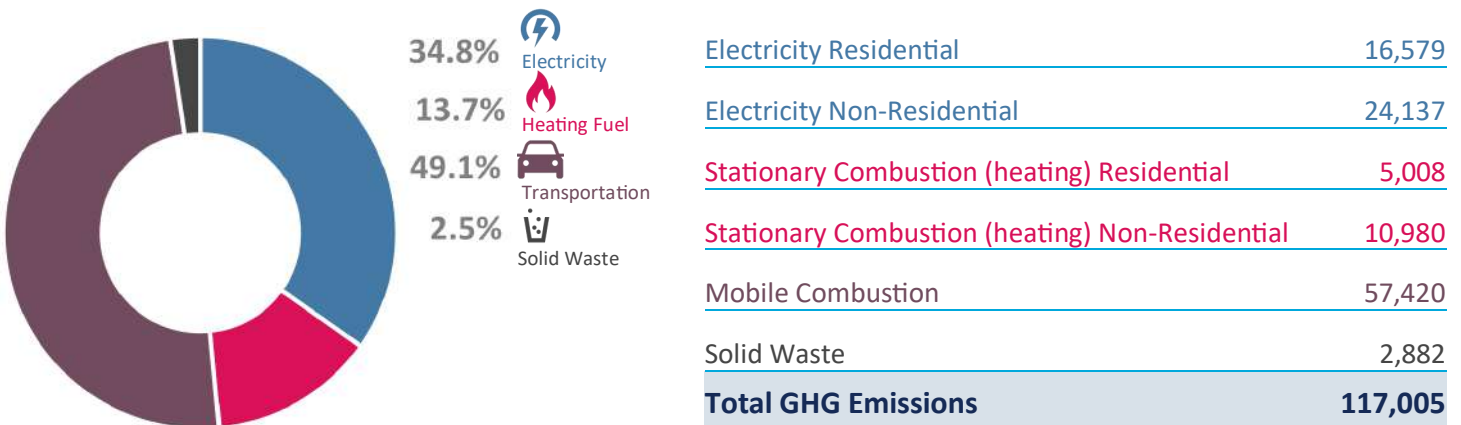 34.8%
Electricity
13.7%
Heating Fuel
49.1%
Transportation
2.5%
Solid Waste
Electricity Residential 16,579
Electricity Non-Residential 24,137
Stationary Combustion (heating) Residential 5,008
Stationary Combustion (heating) Non-Residential 10,980
Mobile Combustion 57,420
Solid Waste 2,882
Total GHG Emissions 117,005